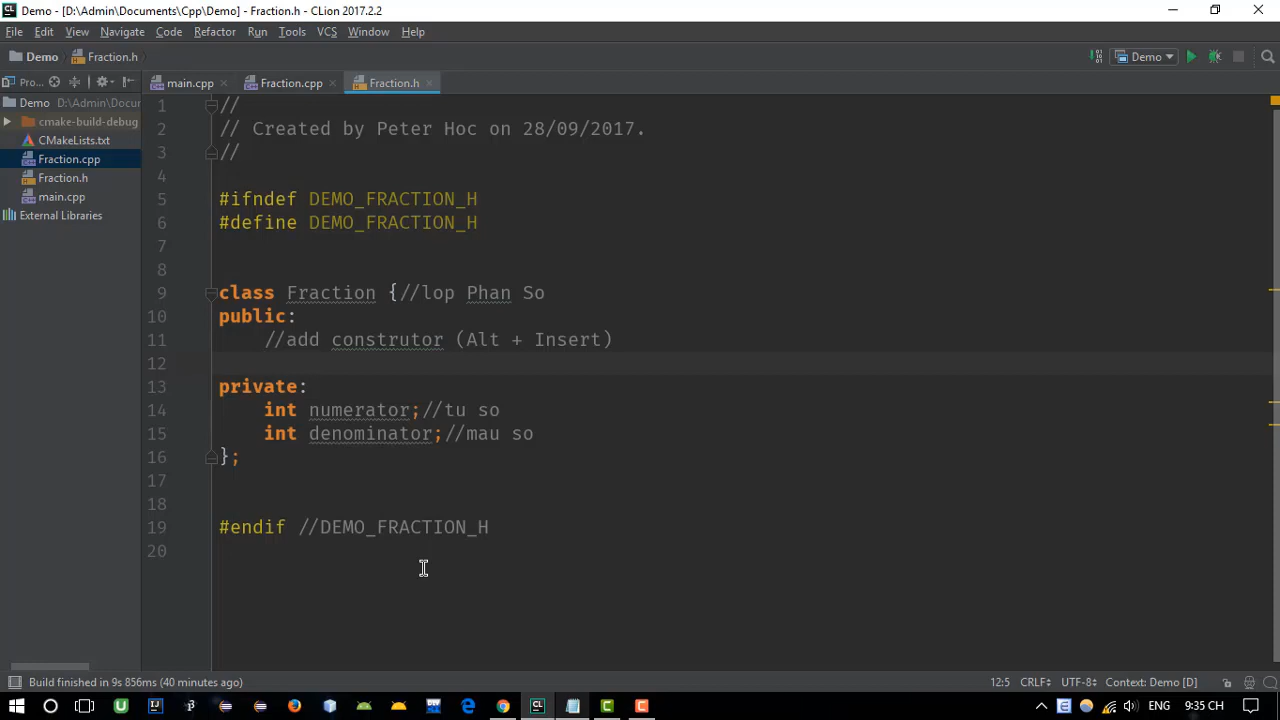 Demo - [D:\Admin\Documents\Cpp\Demo] - Fraction.h - CLion 2017.2.2
File Edit View Navigate Code Refactor Run Tools VCS Window Help
Demo Fraction.h Demo
Pro... main.cpp Fraction.cpp Fraction.h
Demo D:\Admin\Docum
cmake-build-debug
CMakeLists.txt
Fraction.cpp
Fraction.h
main.cpp
External Libraries
1 //
2 // Created by Peter Hoc on 28/09/2017.
3 //
4
5 #ifndef DEMO_FRACTION_H
6 #define DEMO_FRACTION_H
7
8
9 class Fraction {//lop Phan So
10 public:
11 //add construtor (Alt + Insert)
12
13 private:
14 int numerator;//tu so
15 int denominator;//mau so
16 };
17
18
19 #endif //DEMO_FRACTION_H
20
Build finished in 9s 856ms (40 minutes ago) 12:5 CRLF÷ UTF-8÷ Context: Demo [D]
ENG 9:35 CH